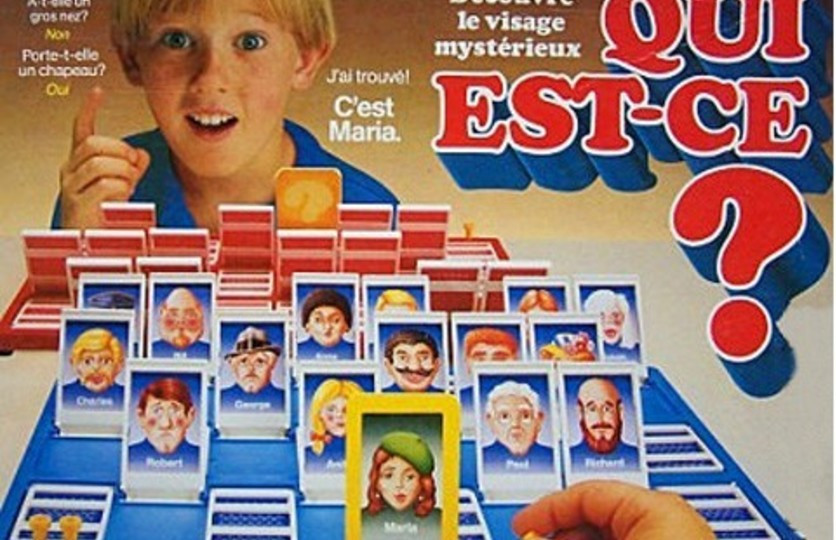 A-t-elle un
gros nez?
Non
Porte-t-elle
un chapeau?
Oui
J'ai trouvé!
C'est
Maria.
Découvre
le visage
mystérieux
QUI
EST-CE
?
Charles
George
Robert
Paul
Richard
Maria